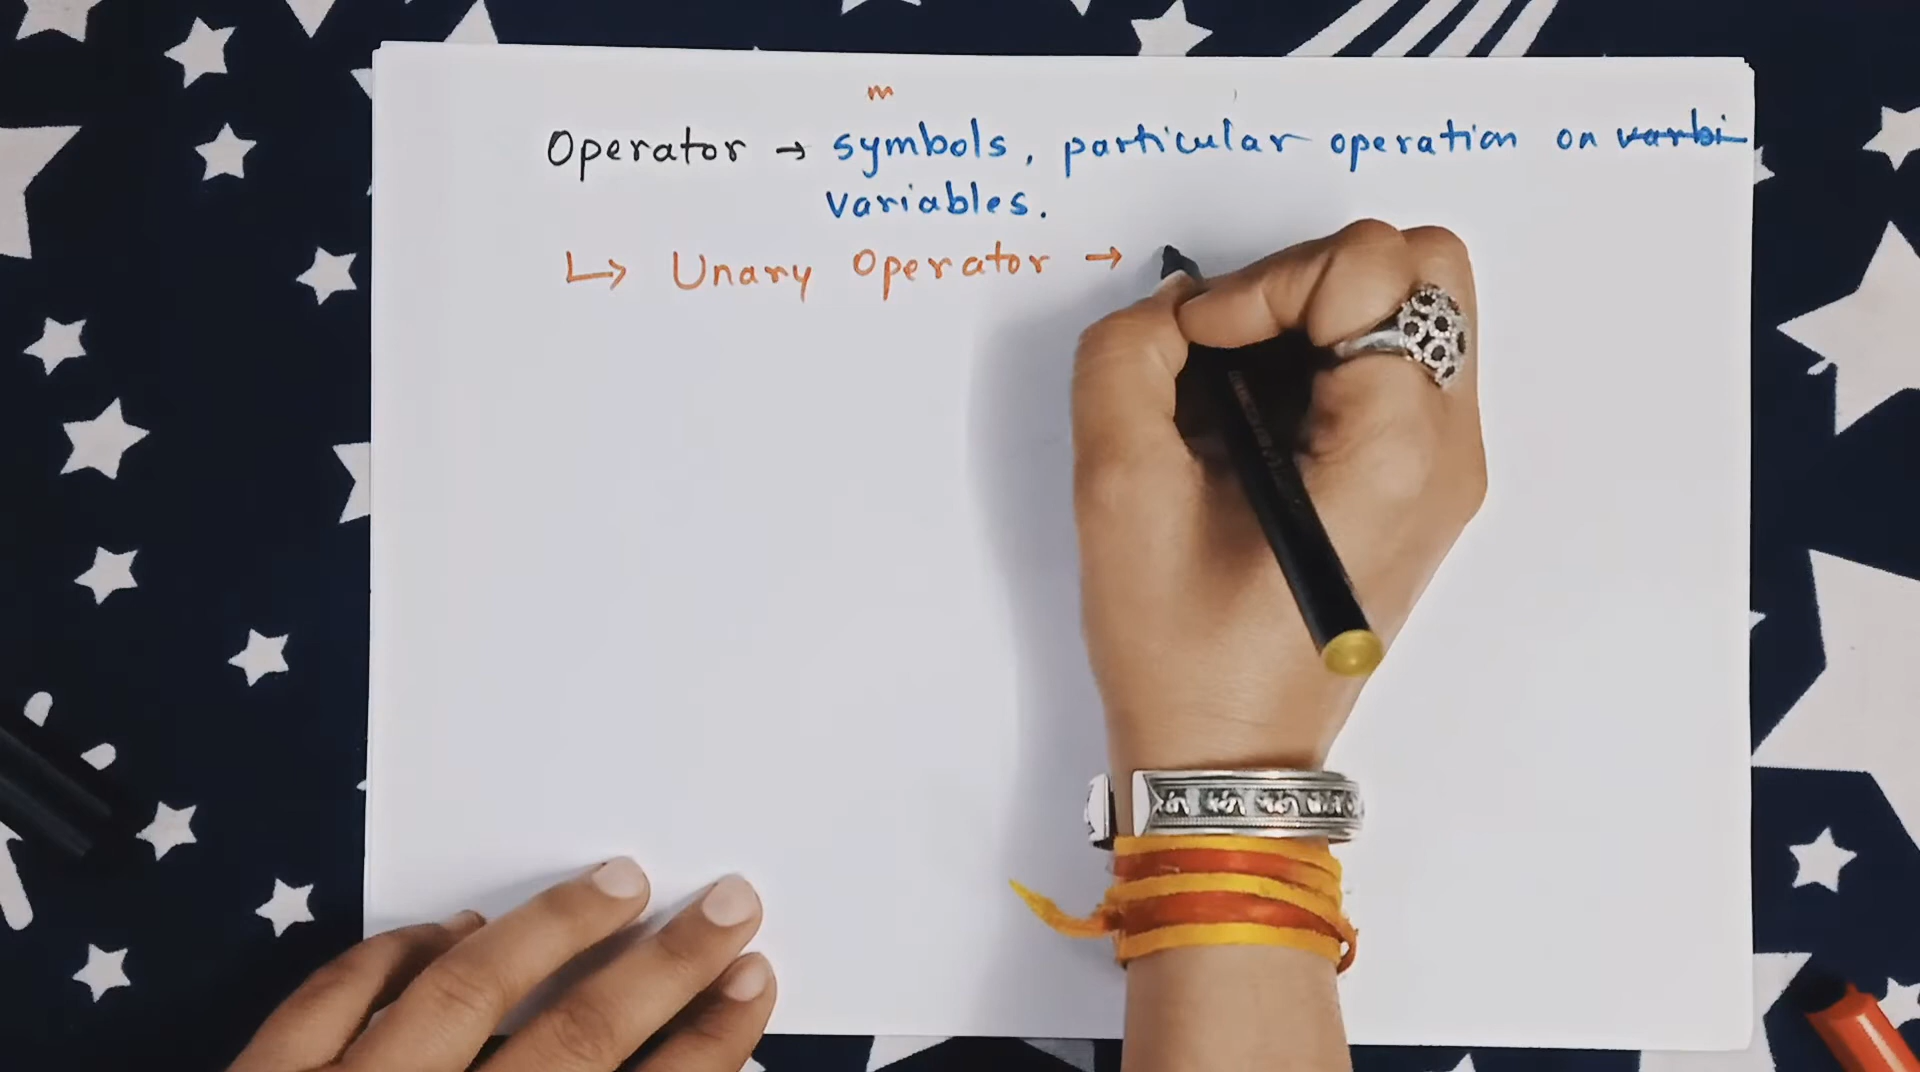 m
Operator → symbols, particular operation on varbi
variables.
↳ Unary Operator →